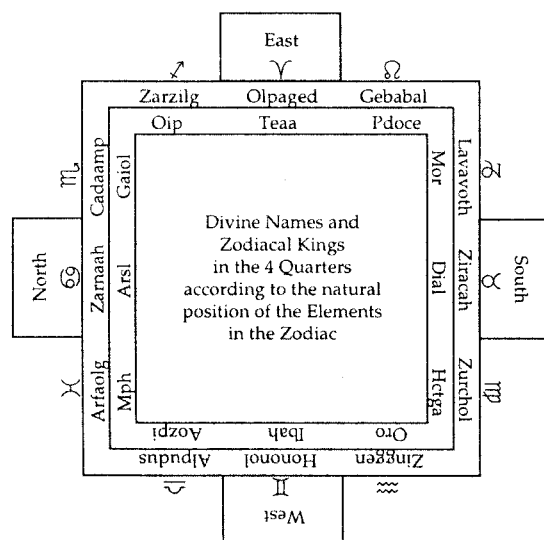 East
♐ ♈ ☊
Zarzilg Olpaged Gebabal
Oip Teaa Pdoce
♏
Cadaamp
Gaiol
Mor
Lavavoth
♑
Divine Names and
Zodiacal Kings
in the 4 Quarters
according to the natural
position of the Elements
in the Zodiac
North
♋
Zarnaah
Arsl
Dial
Ziracah
♉
South
♓
Arfaolg
Mph
Hctga
Zurchol
♍
Aozpi Ibah Oro
Alpudus Hononol Zinggen
♎ ♊ ♒
West